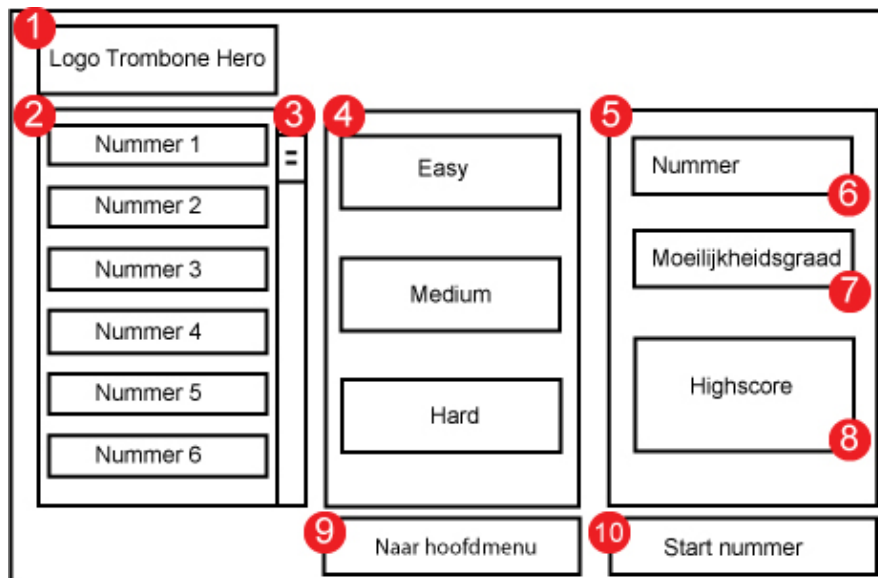 1
Logo Trombone Hero
2
3
4
5
Nummer 1
Nummer 2
Nummer 3
Nummer 4
Nummer 5
Nummer 6
=
Easy
Medium
Hard
Nummer
6
Moeilijkheidsgraad
7
Highscore
8
9
Naar hoofdmenu
10
Start nummer